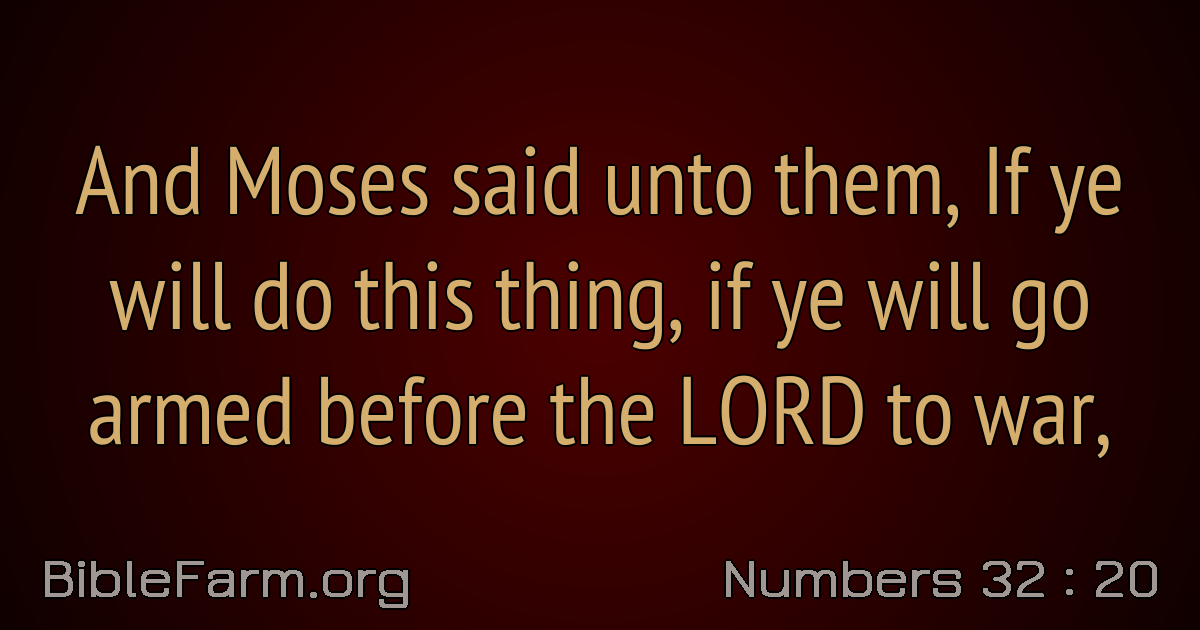 And Moses said unto them, If ye
will do this thing, if ye will go
armed before the LORD to war,
BibleFarm.org
Numbers 32 : 20